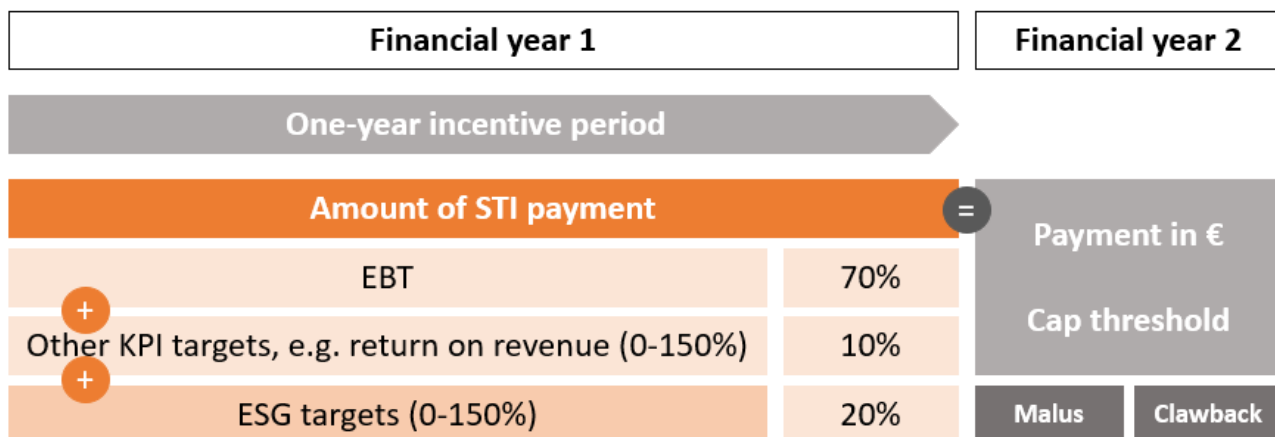 Financial year 1
Financial year 2
One-year incentive period
Amount of STI payment
=
Payment in €
Cap threshold
EBT
70%
+
Other KPI targets, e.g. return on revenue (0-150%)
10%
+
ESG targets (0-150%)
20%
Malus
Clawback